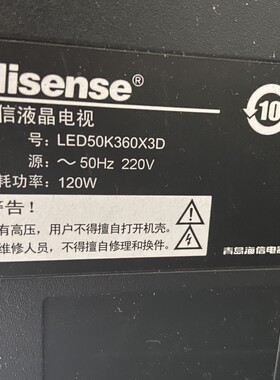 Hisense®
信液晶电视
号：LED50K360X3D
源：～50Hz 220V
耗功率：120W
告！
有高压，用户不得擅自打开机壳。
维修人员，不得擅自修理和换件。
10
青岛海信电器